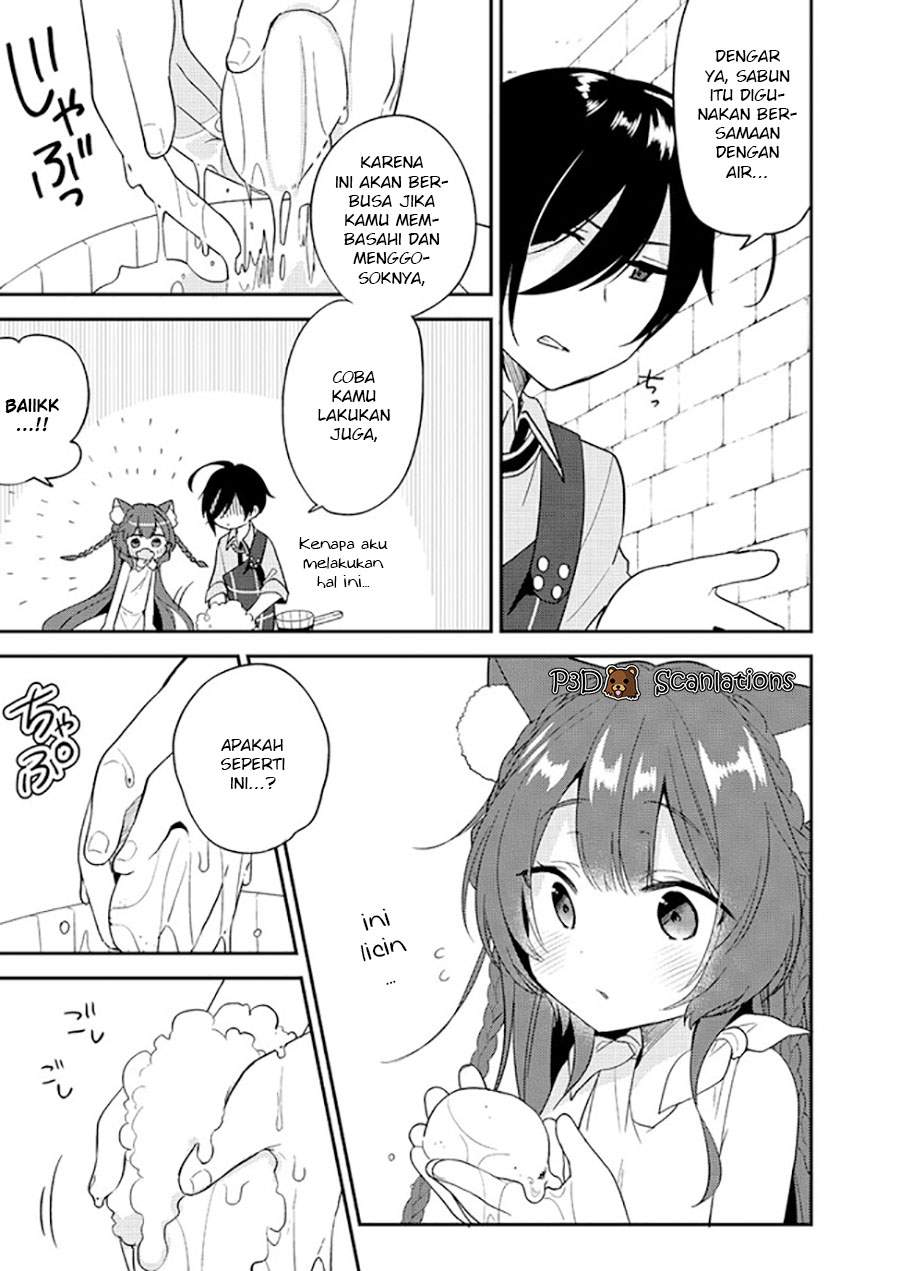 DENGAR
YA, SABUN
ITU DIGU-
NAKAN BER-
SAMAAN
DENGAN
AIR...
ちっ
じゃぶっ
KARENA
INI AKAN BER-
BUSA JIKA
KAMU MEM-
BASAHI DAN
MENGGO-
SOKNYA,
COBA
KAMU
LAKUKAN
JUGA,
BAIIKK
...!!
Kenapa aku
melakukan
hal ini...
P3D Scanlations
ini
licin
...
APAKAH
SEPERTI
INI...?
ちゃぷ°
ごし
ごし